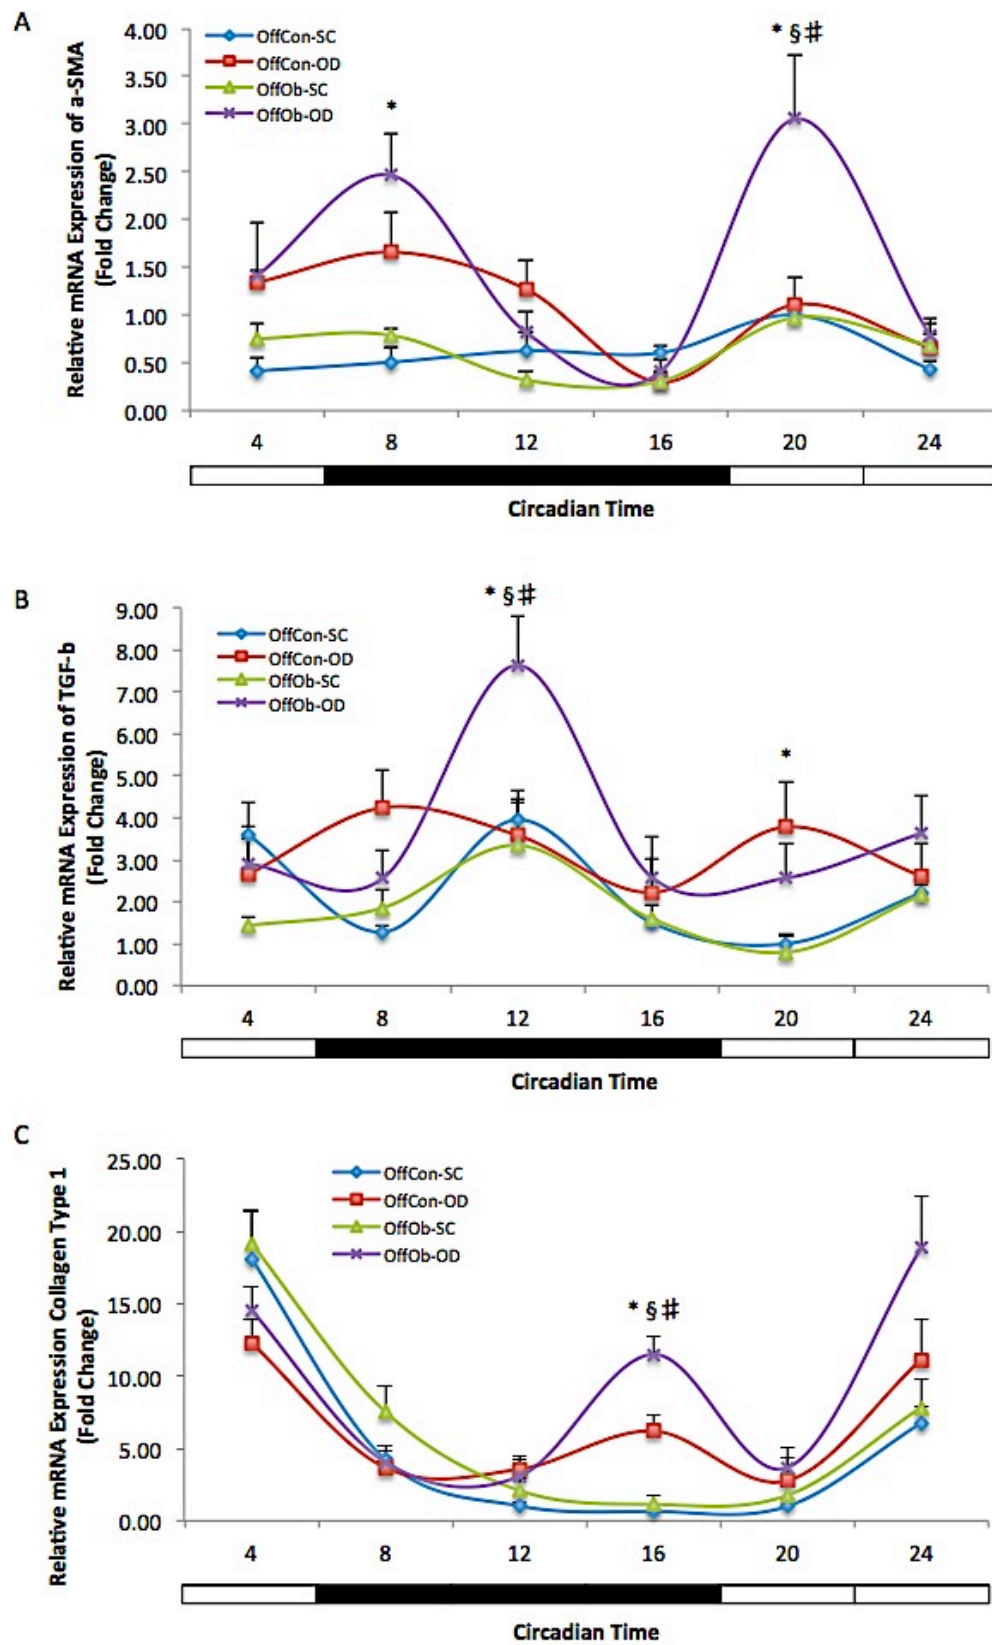 A
Relative mRNA Expression of a-SMA
(Fold Change)
4.00
3.50
3.00
2.50
2.00
1.50
1.00
0.50
0.00
OffCon-SC
OffCon-OD
OffOb-SC
OffOb-OD
*
* § #
4 8 12 16 20 24
Circadian Time
B
Relative mRNA Expression of TGF-b
(Fold Change)
9.00
8.00
7.00
6.00
5.00
4.00
3.00
2.00
1.00
0.00
OffCon-SC
OffCon-OD
OffOb-SC
OffOb-OD
* § #
*
4 8 12 16 20 24
Circadian Time
C
Relative mRNA Expression Collagen Type 1
(Fold Change)
25.00
20.00
15.00
10.00
5.00
0.00
OffCon-SC
OffCon-OD
OffOb-SC
OffOb-OD
* § #
4 8 12 16 20 24
Circadian Time